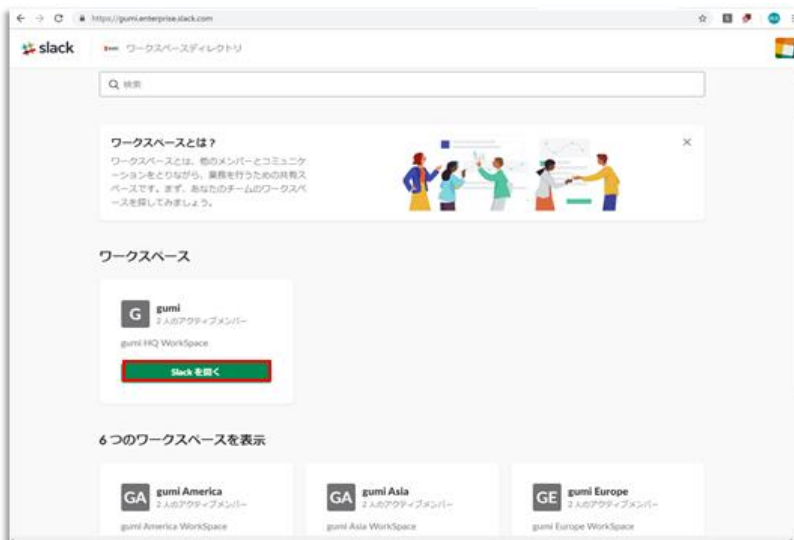 https://gumi.enterprise.slack.com
slack
ワークスペースディレクトリ
検索
ワークスペースとは？
ワークスペースとは、他のメンバーとコミュニケ
ーションをとりながら、業務を行うための共有ス
ペースです。まず、あなたのチームのワークスペ
ースを探してみましょう。
ワークスペース
G
gumi
2 人のアクティブメンバー
gumi HQ WorkSpace
Slack を開く
6 つのワークスペースを表示
GA
gumi America
2 人のアクティブメンバー
gumi America WorkSpace
GA
gumi Asia
2 人のアクティブメンバー
gumi Asia WorkSpace
GE
gumi Europe
2 人のアクティブメンバー
gumi Europe WorkSpace